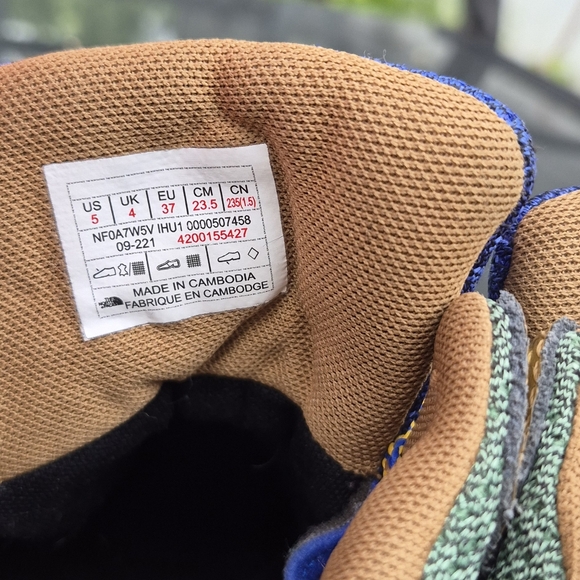 US UK EU CM CN
5 4 37 23.5 235(1.5)
NF0A7W5V IHU1 0000507458
09-221 4200155427
MADE IN CAMBODIA
FABRIQUE EN CAMBODGE